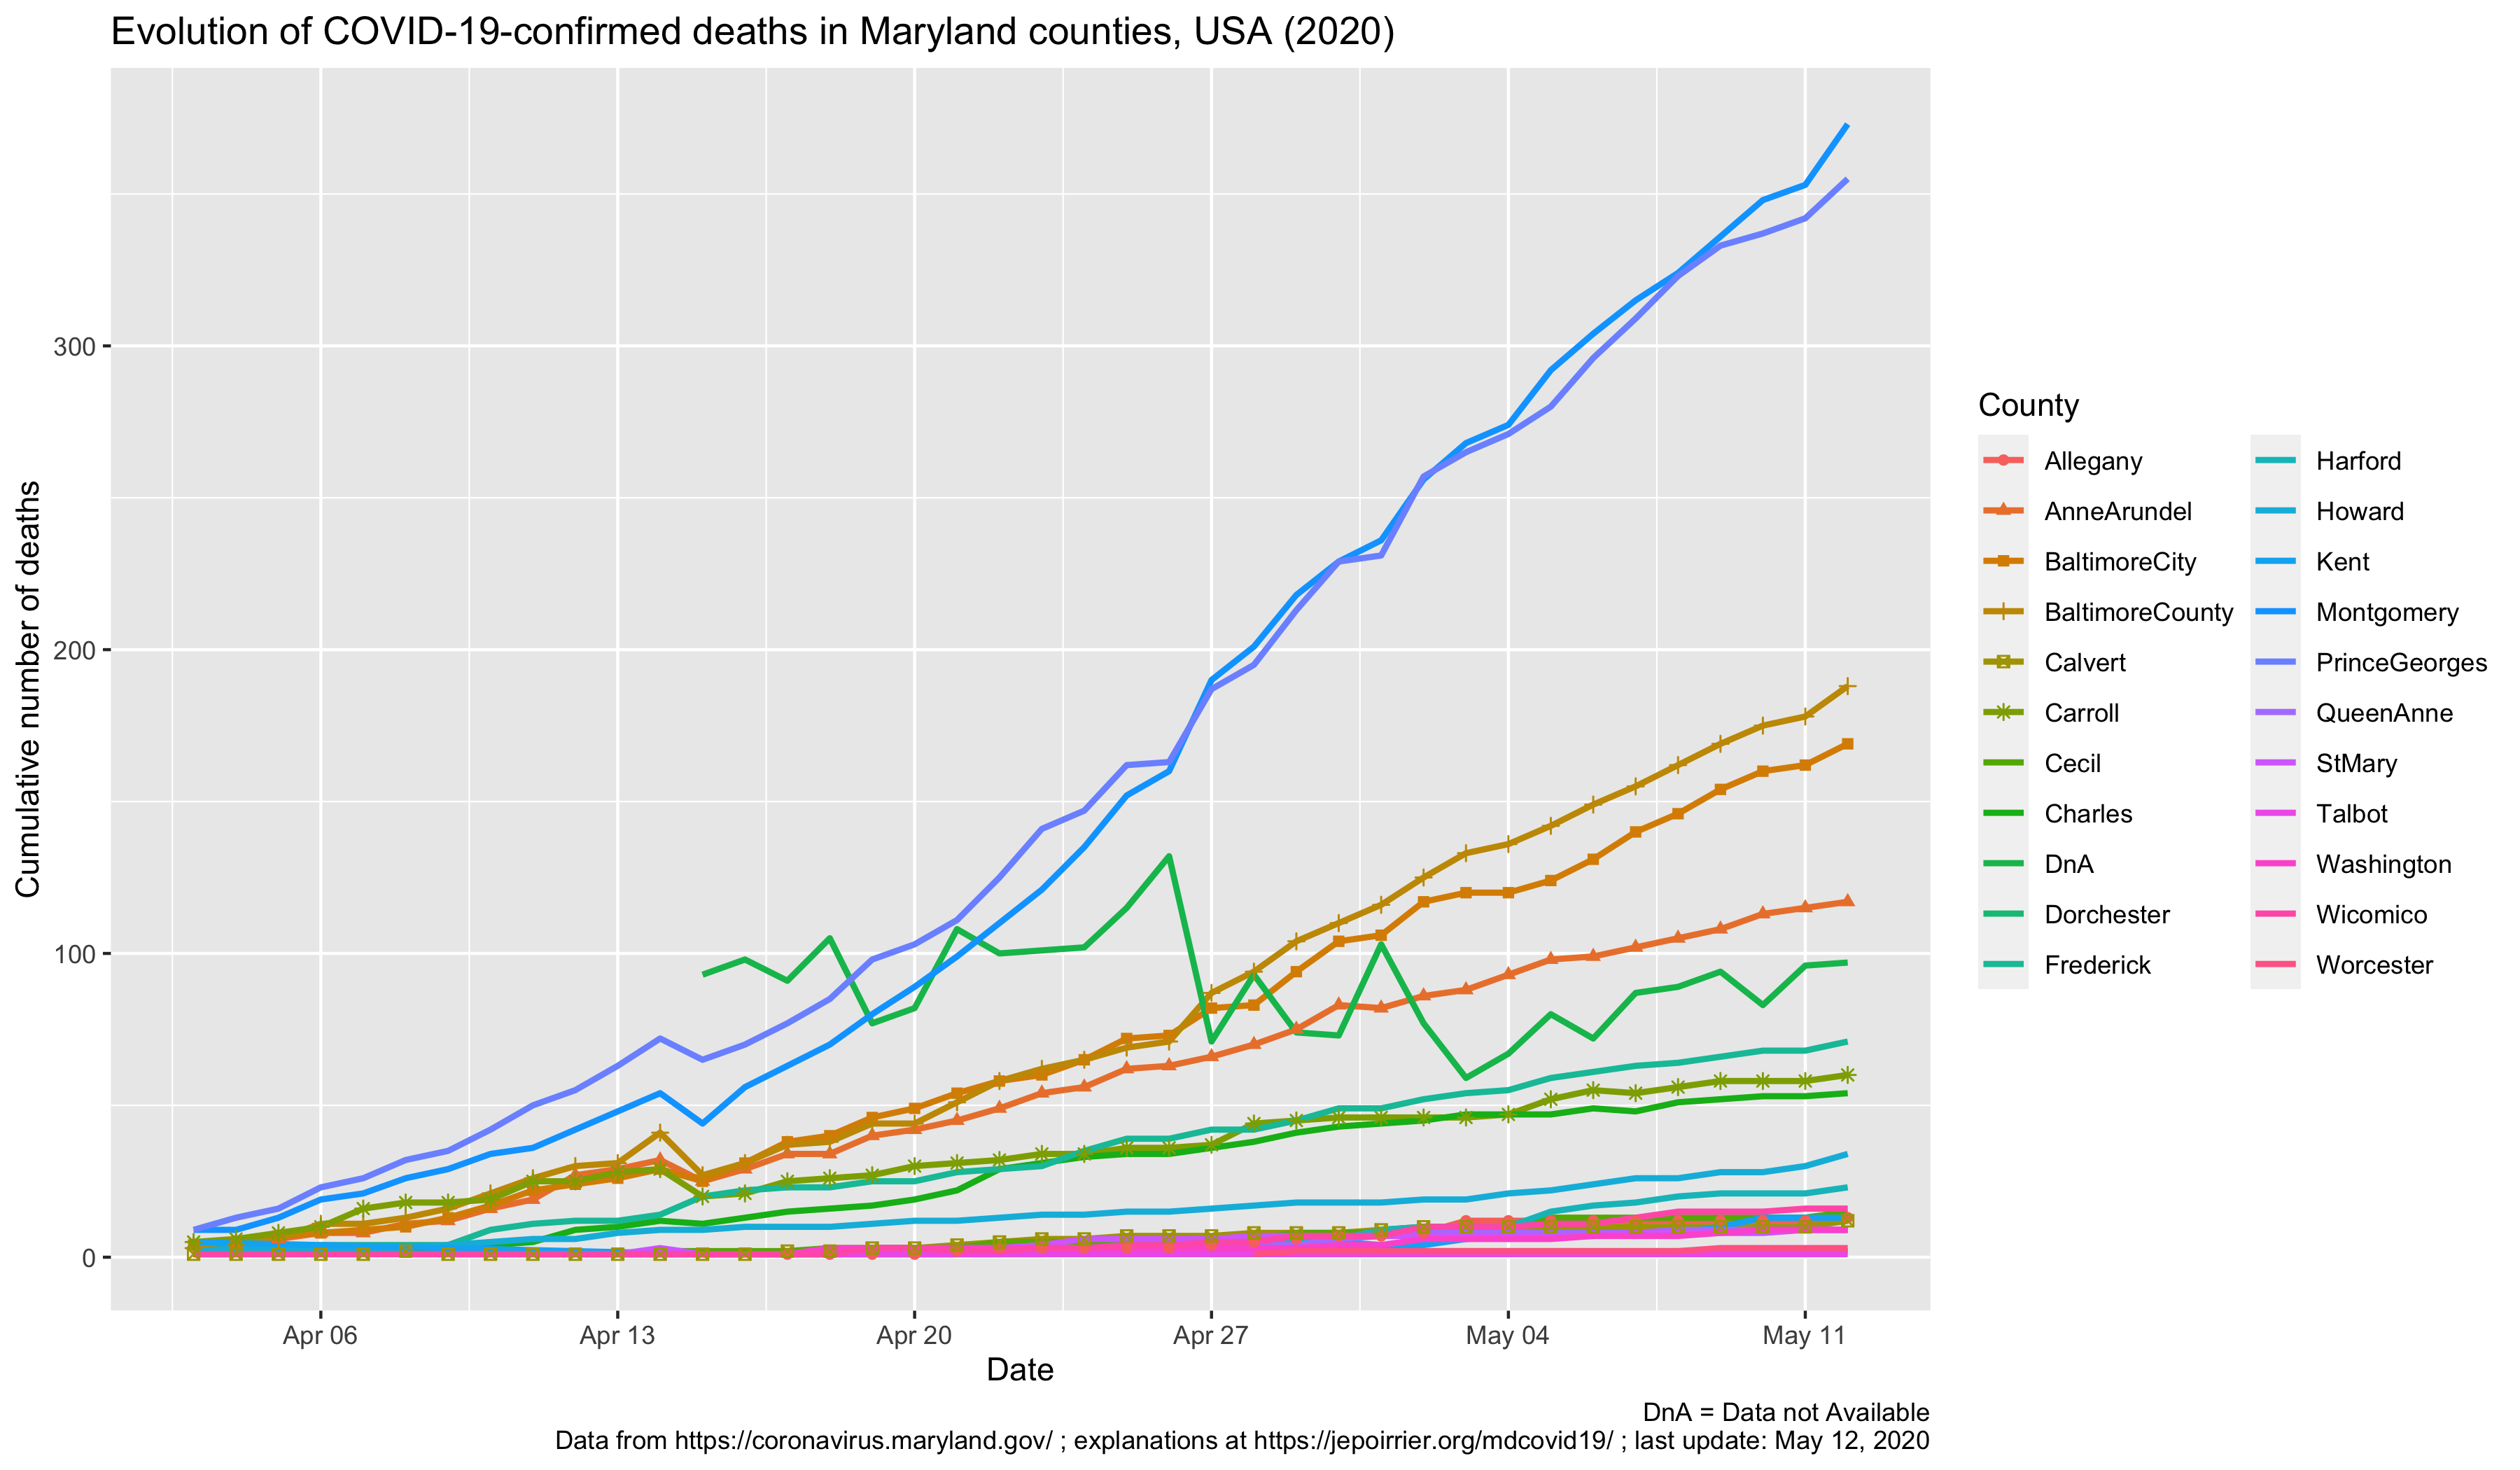 Evolution of COVID-19-confirmed deaths in Maryland counties, USA (2020)
Cumulative number of deaths
300
200
100
0
Apr 06
Apr 13
Apr 20
Apr 27
May 04
May 11
Date
County
Allegany
AnneArundel
BaltimoreCity
BaltimoreCounty
Calvert
Carroll
Cecil
Charles
DnA
Dorchester
Frederick
Harford
Howard
Kent
Montgomery
PrinceGeorges
QueenAnne
StMary
Talbot
Washington
Wicomico
Worcester
DnA = Data not Available
Data from https://coronavirus.maryland.gov/ ; explanations at https://jepoirrier.org/mdcovid19/ ; last update: May 12, 2020